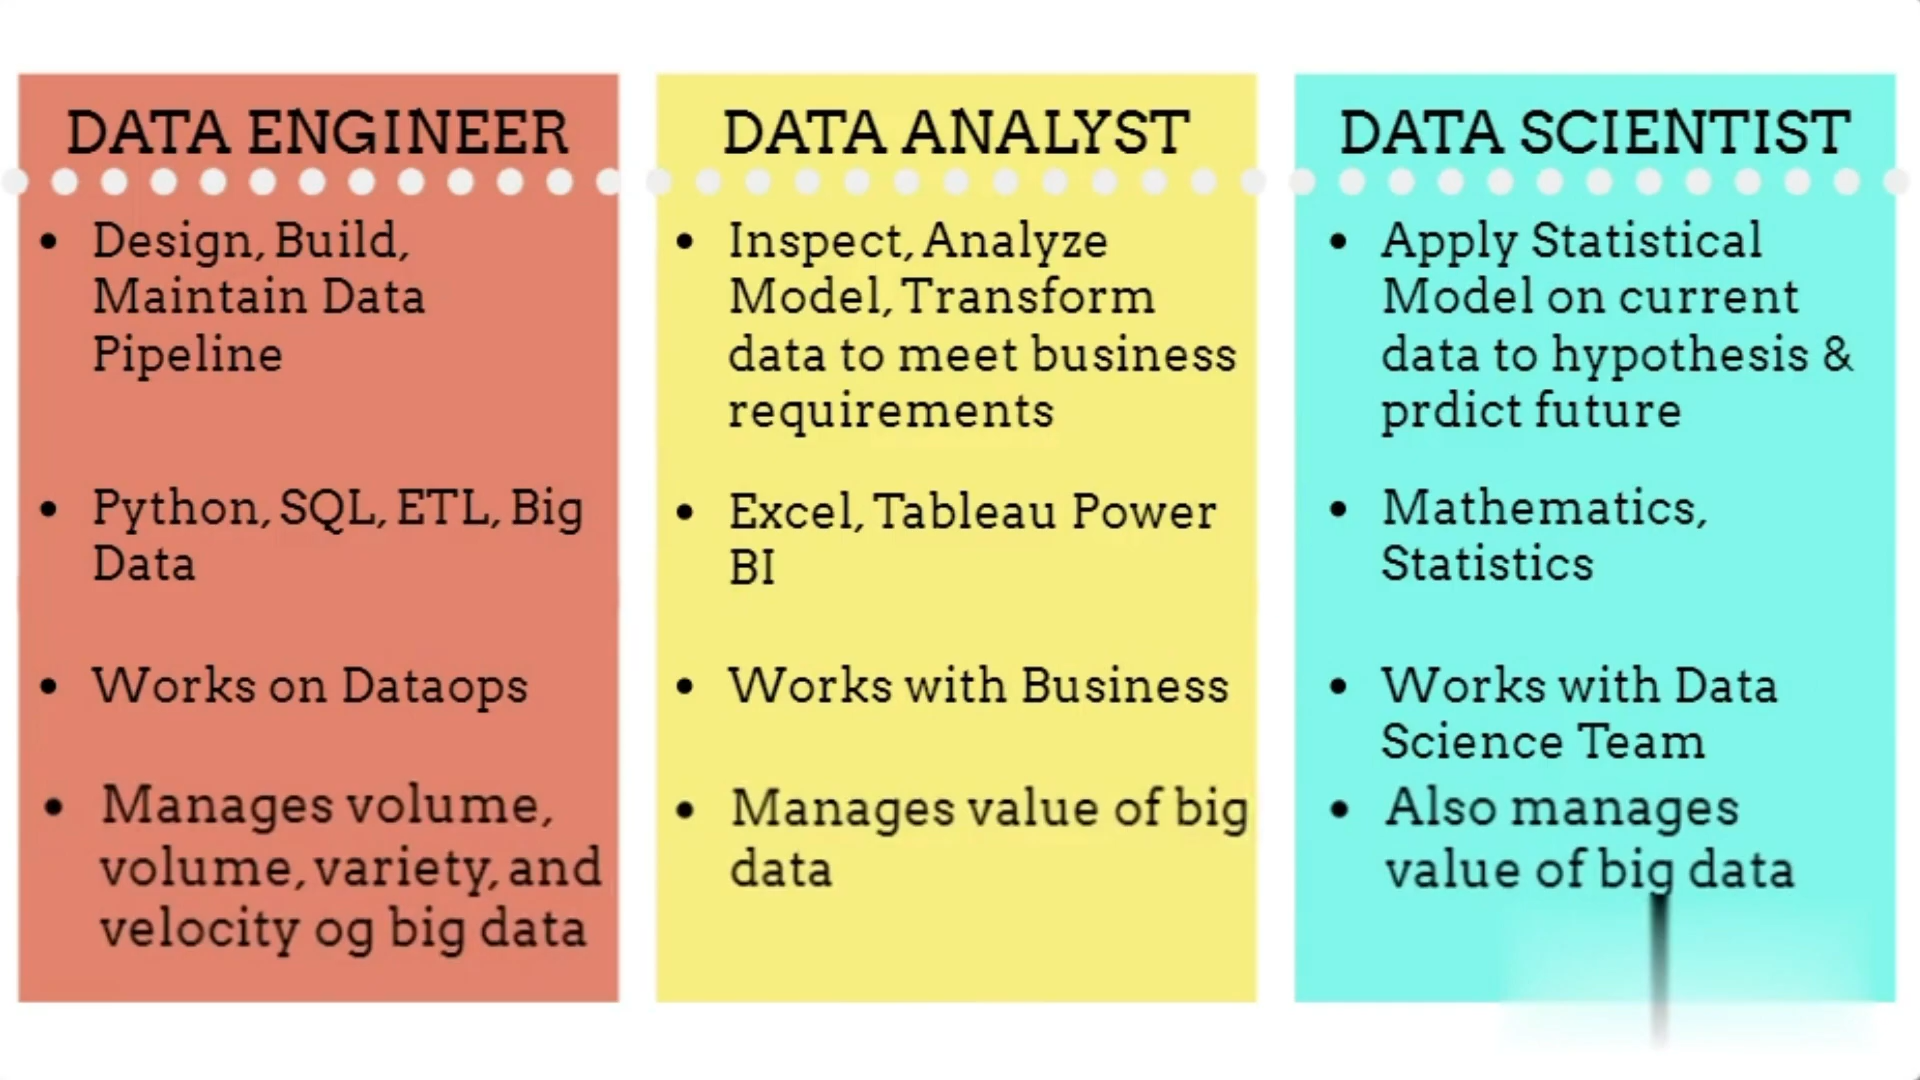 DATA ENGINEER
Design, Build,
Maintain Data
Pipeline
Python, SQL, ETL, Big
Data
Works on Dataops
Manages volume,
volume, variety, and
velocity og big data
DATA ANALYST
Inspect, Analyze
Model, Transform
data to meet business
requirements
Excel, Tableau Power
BI
Works with Business
Manages value of big
data
DATA SCIENTIST
Apply Statistical
Model on current
data to hypothesis &
prdict future
Mathematics,
Statistics
Works with Data
Science Team
Also manages
value of big data